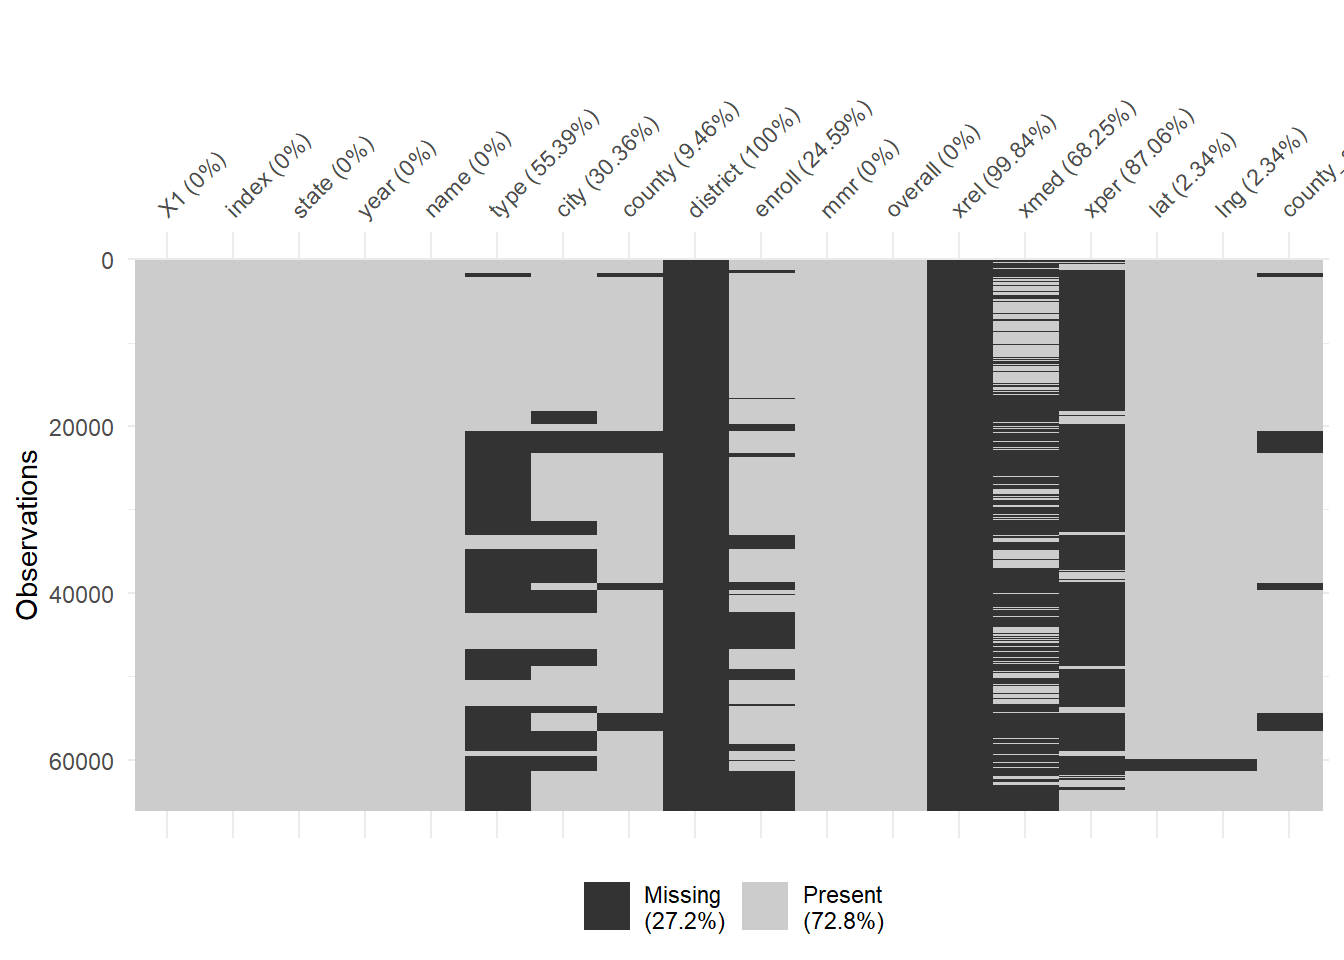 X1 (0%)
index (0%)
state (0%)
year (0%)
name (0%)
type (55.39%)
city (30.36%)
county (9.46%)
district (100%)
enroll (24.59%)
mmr (0%)
overall (0%)
xrel (99.84%)
xmed (68.25%)
xper (87.06%)
lat (2.34%)
lng (2.34%)
county_
0
20000
40000
60000
Observations
Missing
(27.2%)
Present
(72.8%)